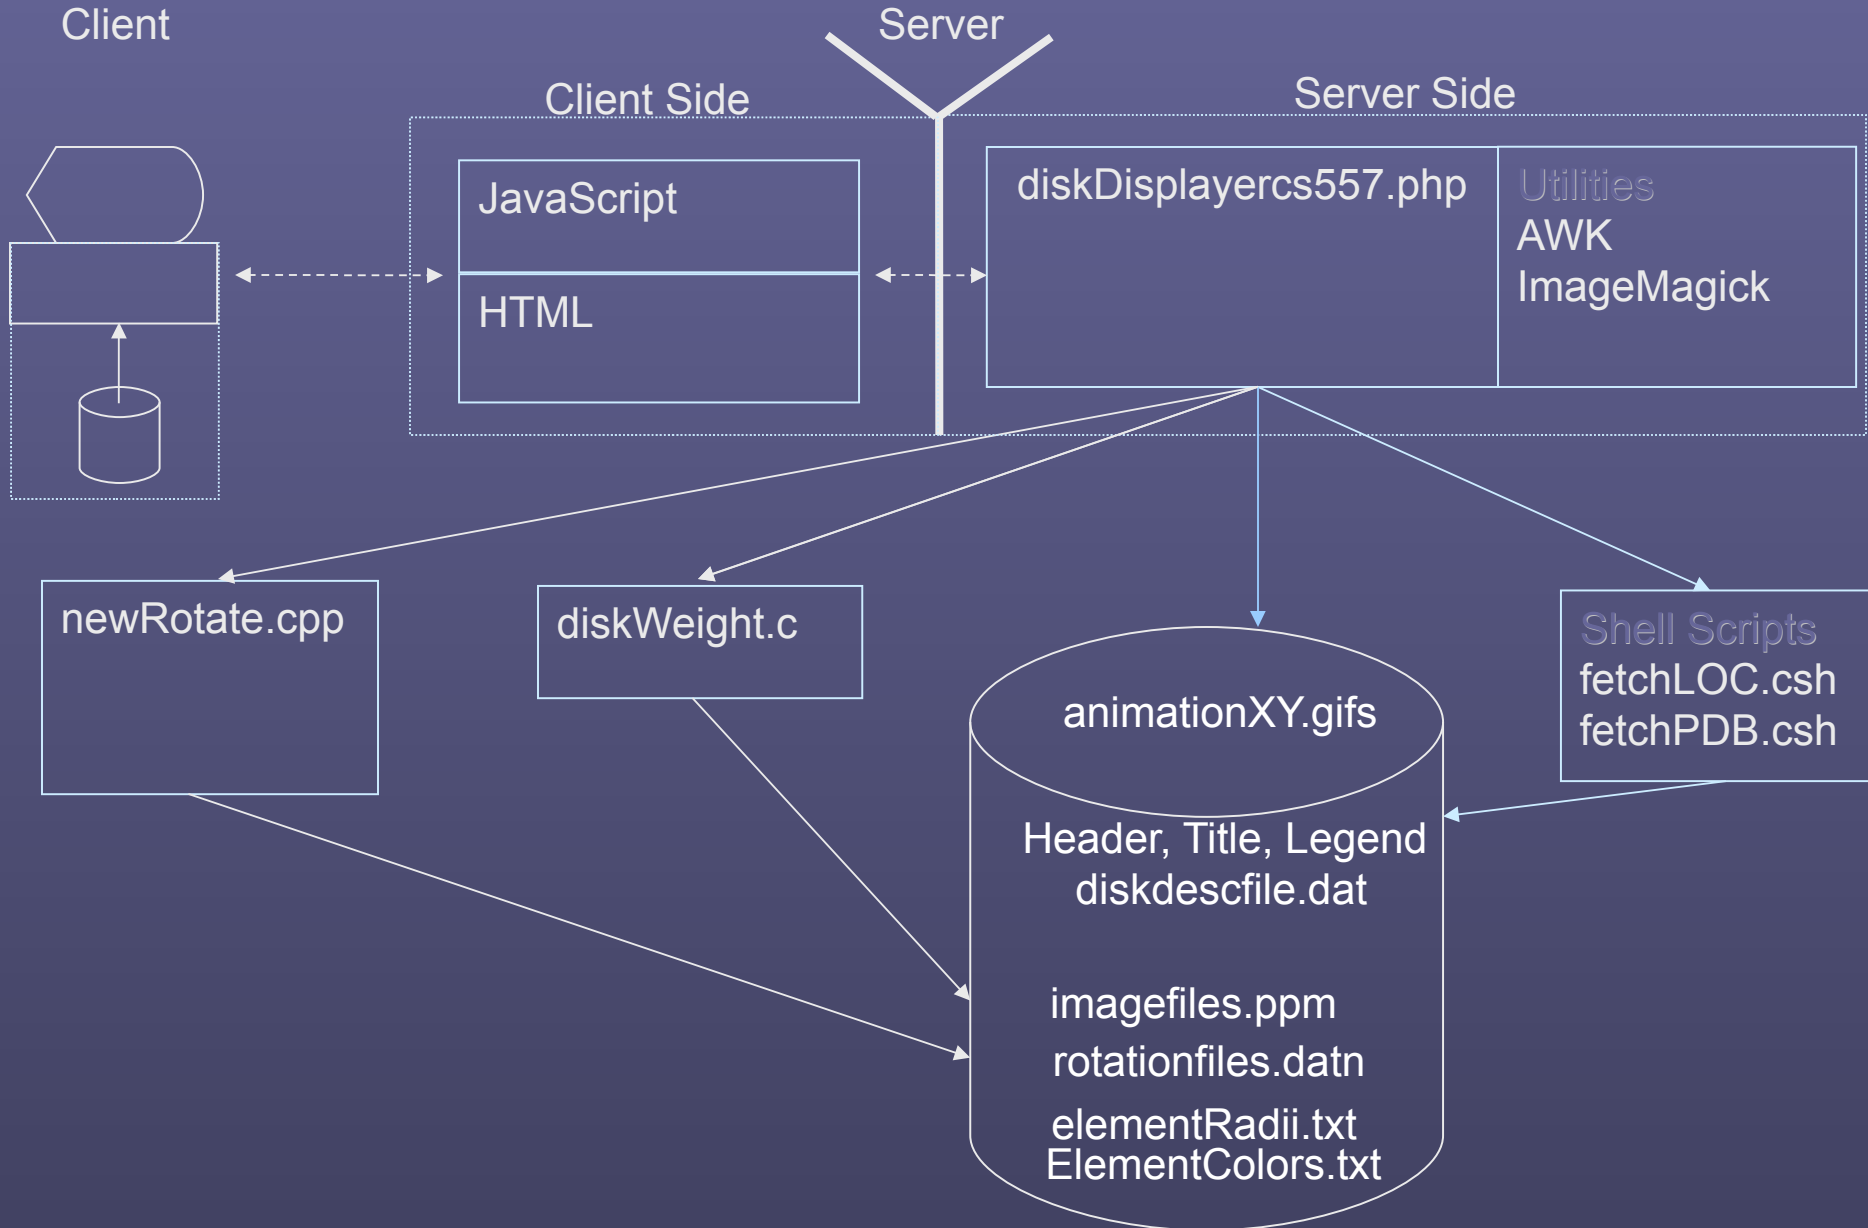 Client
Server
Client Side
Server Side
JavaScript
HTML
diskDisplayercs557.php
Utilities
AWK
ImageMagick
newRotate.cpp
diskWeight.c
Shell Scripts
fetchLOC.csh
fetchPDB.csh
animationXY.gifs
Header, Title, Legend
diskdescfile.dat
imagefiles.ppm
rotationfiles.datn
elementRadii.txt
ElementColors.txt